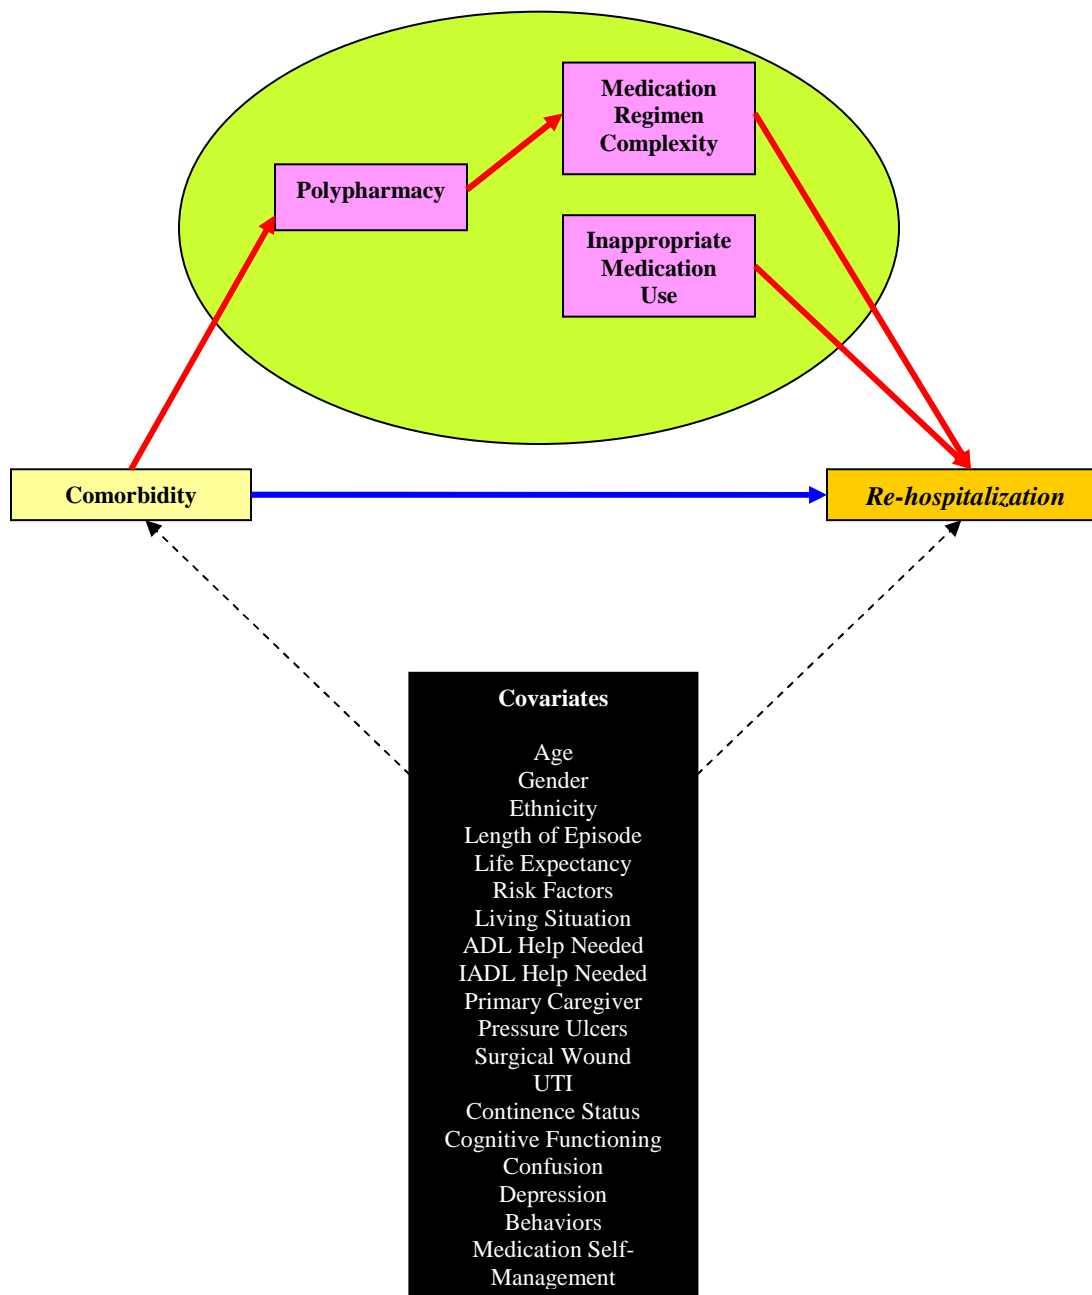 Medication
Regimen
Complexity
Polypharmacy
Inappropriate
Medication
Use
Comorbidity
Re-hospitalization
Covariates
Age
Gender
Ethnicity
Length of Episode
Life Expectancy
Risk Factors
Living Situation
ADL Help Needed
IADL Help Needed
Primary Caregiver
Pressure Ulcers
Surgical Wound
UTI
Continence Status
Cognitive Functioning
Confusion
Depression
Behaviors
Medication Self-
Management